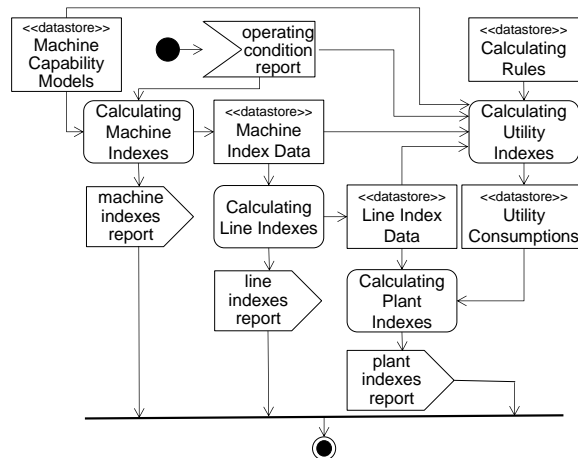 <<datastore>>
Machine
Capability
Models
operating
condition
report
<<datastore>>
Calculating
Rules
Calculating
Machine
Indexes
<<datastore>>
Machine
Index Data
Calculating
Utility
Indexes
machine
indexes
report
Calculating
Line Indexes
<<datastore>>
Line Index
Data
<<datastore>>
Utility
Consumptions
line
indexes
report
Calculating
Plant
Indexes
plant
indexes
report